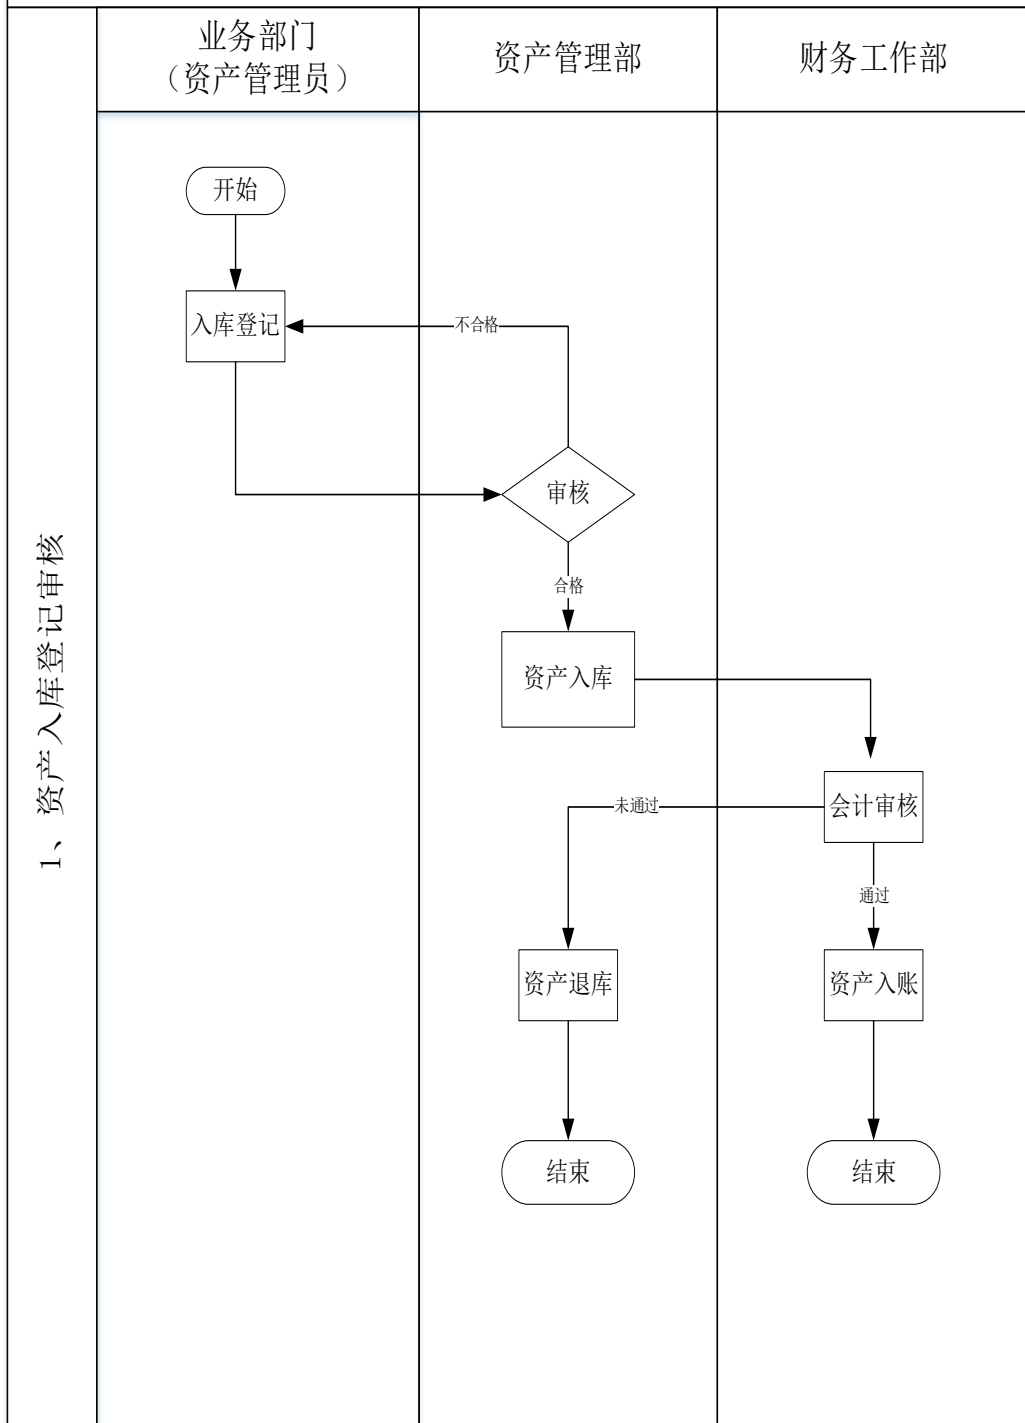 业务部门
（资产管理员）
资产管理部
财务工作部
1、资产入库登记审核
开始
入库登记
不合格
审核
合格
资产入库
会计审核
未通过
通过
资产退库
资产入账
结束
结束